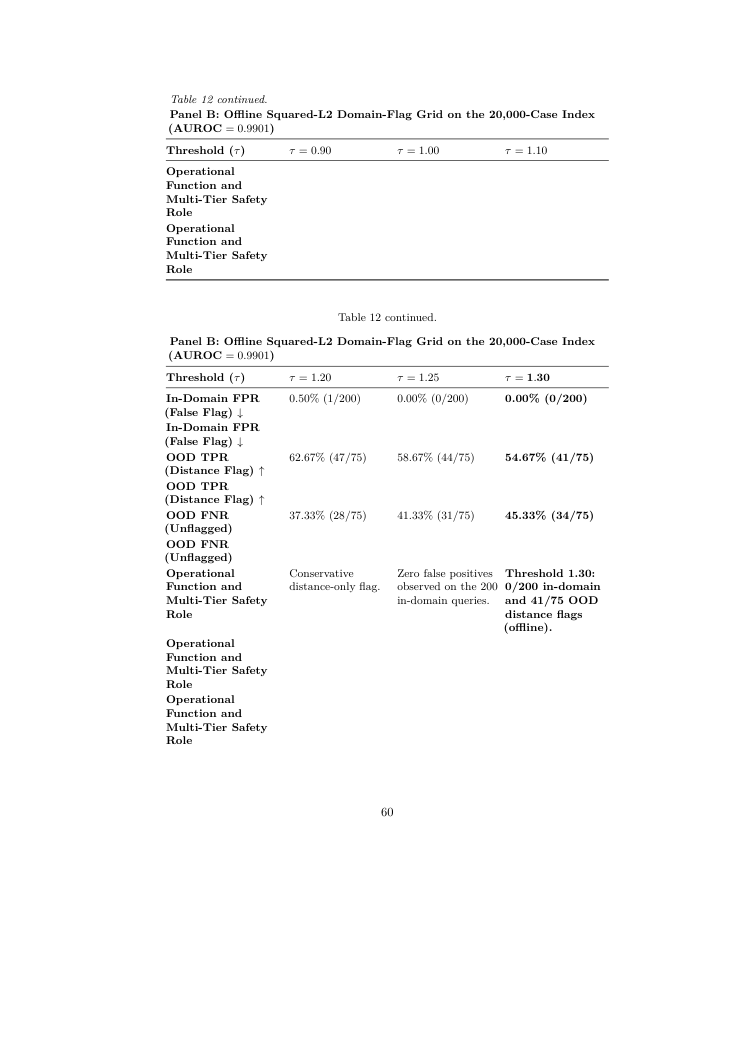 Table 12 continued.
Panel B: Offline Squared-L2 Domain-Flag Grid on the 20,000-Case Index
(AUROC = 0.9901)
Threshold (τ) τ = 0.90 τ = 1.00 τ = 1.10
Operational
Function and
Multi-Tier Safety
Role
Operational
Function and
Multi-Tier Safety
Role
Table 12 continued.
Panel B: Offline Squared-L2 Domain-Flag Grid on the 20,000-Case Index
(AUROC = 0.9901)
Threshold (τ) τ = 1.20 τ = 1.25 τ = 1.30
In-Domain FPR 0.50% (1/200) 0.00% (0/200) 0.00% (0/200)
(False Flag) ↓
In-Domain FPR
(False Flag) ↓
OOD TPR 62.67% (47/75) 58.67% (44/75) 54.67% (41/75)
(Distance Flag) ↑
OOD TPR
(Distance Flag) ↑
OOD FNR 37.33% (28/75) 41.33% (31/75) 45.33% (34/75)
(Unflagged)
OOD FNR
(Unflagged)
Operational Conservative Zero false positives Threshold 1.30:
Function and distance-only flag. observed on the 200 0/200 in-domain
Multi-Tier Safety in-domain queries. and 41/75 OOD
Role distance flags
(offline).
Operational
Function and
Multi-Tier Safety
Role
Operational
Function and
Multi-Tier Safety
Role
60